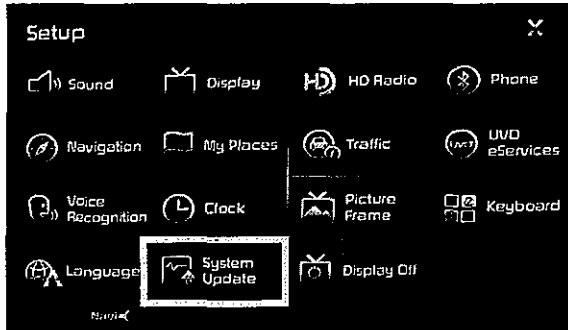 Setup
Sound
Display
HD Radio
Phone
Navigation
My Places
Traffic
UVO
eServices
Voice
Recognition
Clock
Picture
Frame
Keyboard
Language
System
Update
Display Off